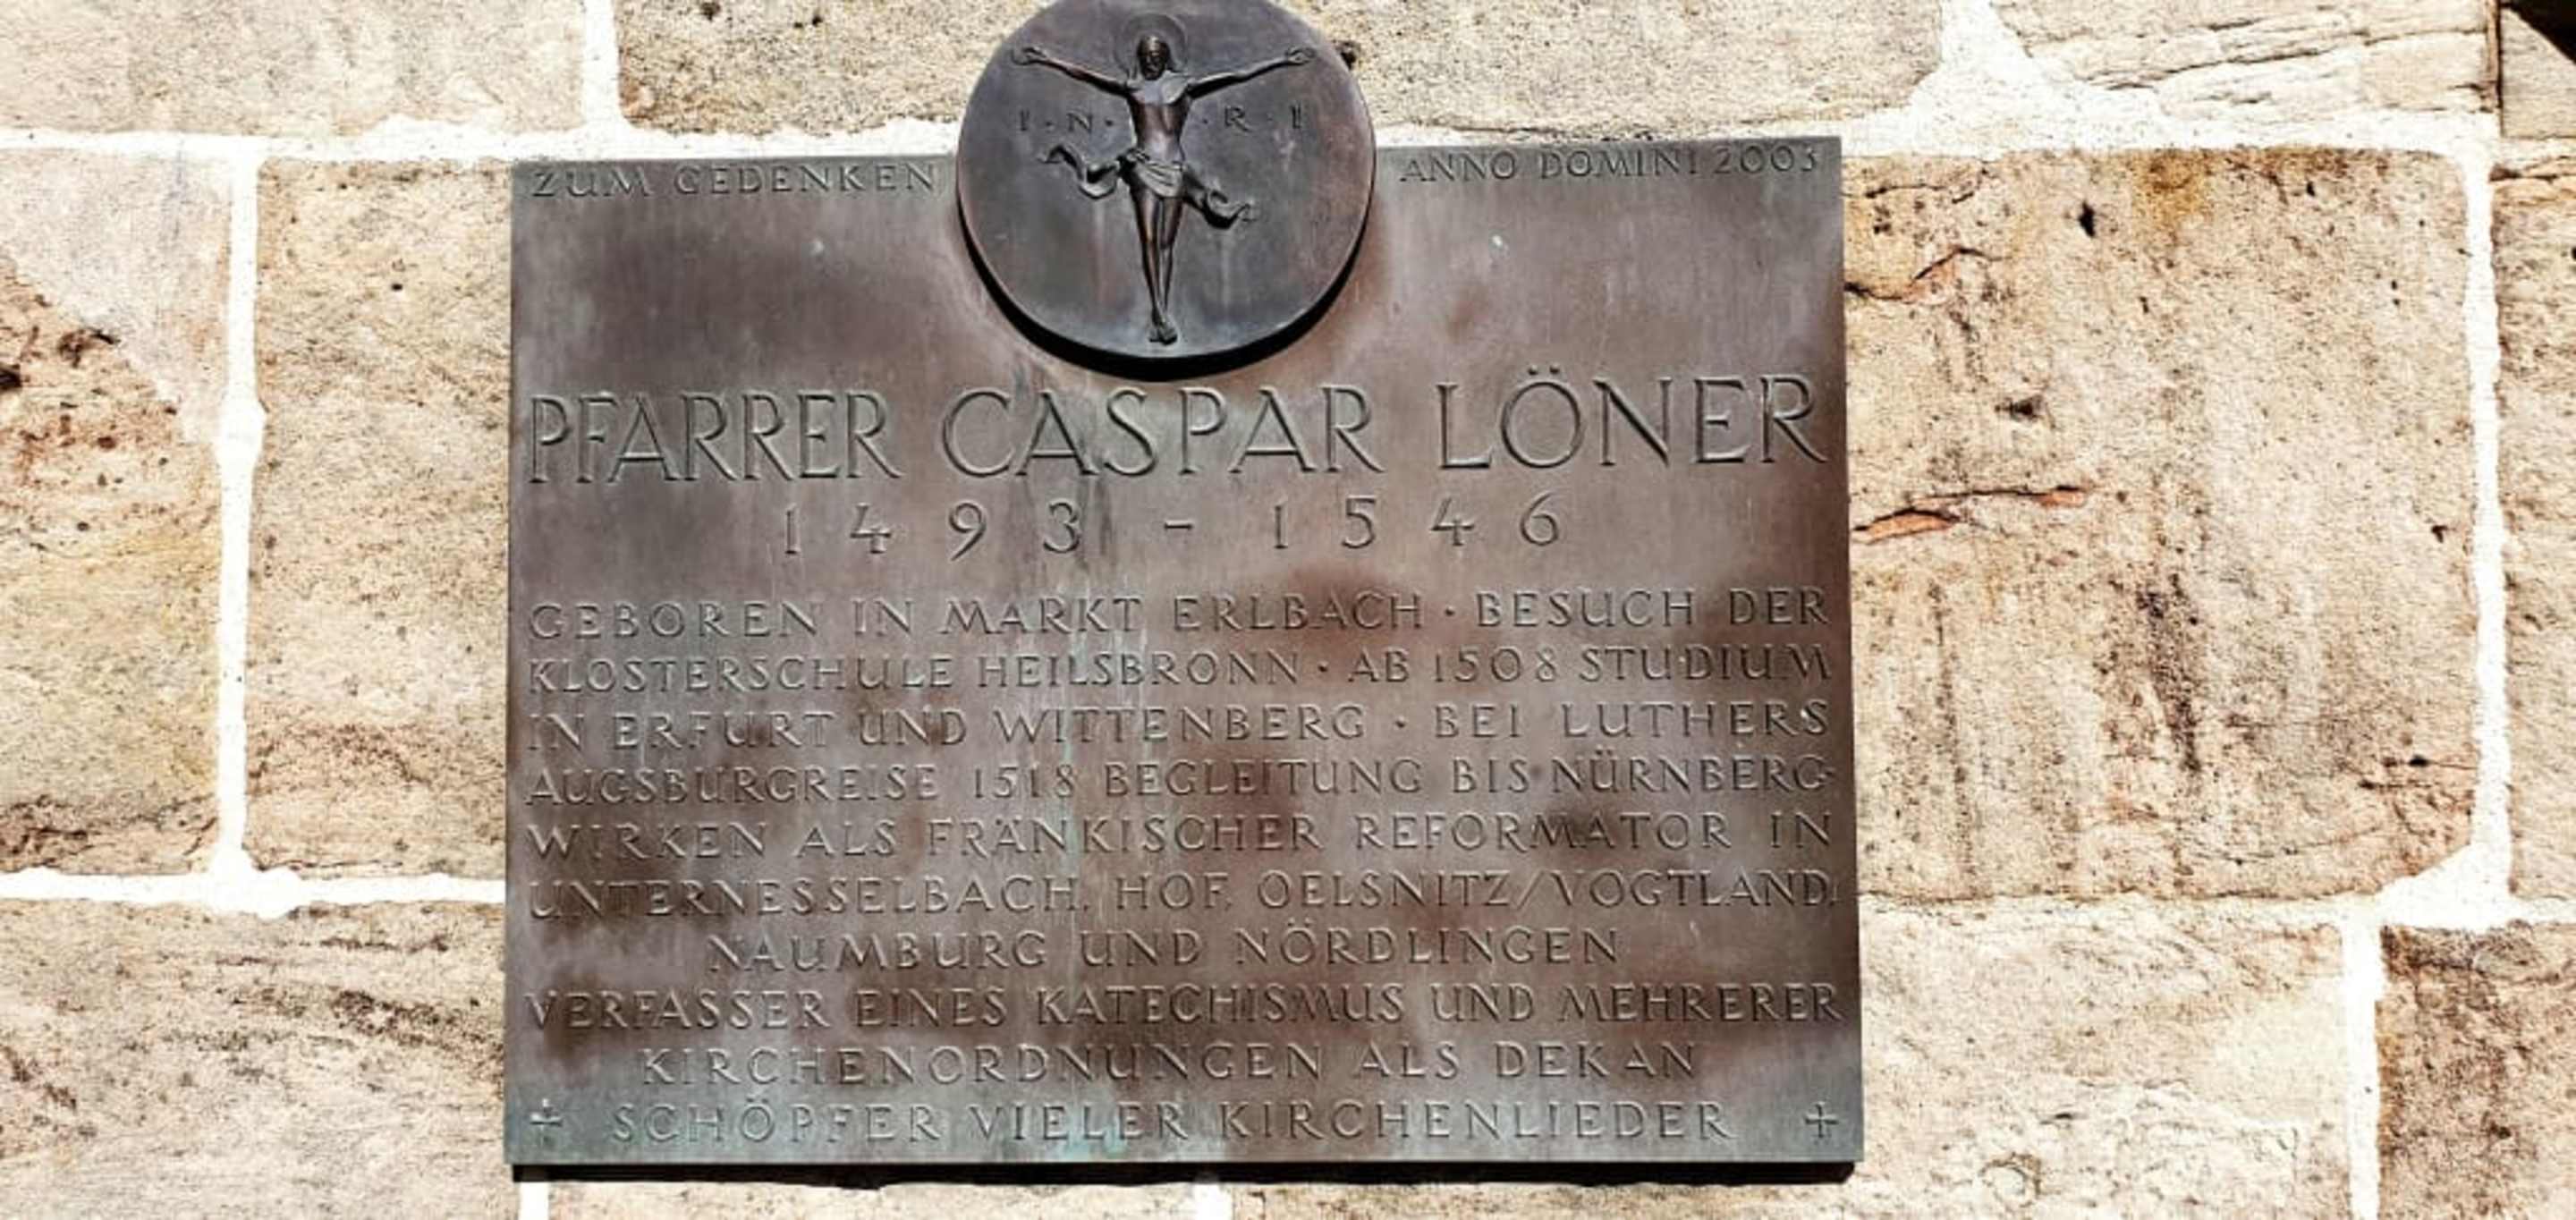 I · N · R · I
ZUM GEDENKEN ANNO DOMINI 2003
PFARRER CASPAR LÖNER
1493 - 1546
GEBOREN IN MARKT ERLBACH · BESUCH DER
KLOSTERSCHULE HEILSBRONN · AB 1508 STUDIUM
IN ERFURT UND WITTENBERG · BEI LUTHERS
AUGSBURGREISE 1518 BEGLEITUNG BIS NÜRNBERG·
WIRKEN ALS FRÄNKISCHER REFORMATOR IN
UNTERNESSELBACH, HOF, OELSNITZ/VOGTLAND,
NAUMBURG UND NÖRDLINGEN
VERFASSER EINES KATECHISMUS UND MEHRERER
KIRCHENORDNUNGEN ALS DEKAN
+ SCHÖPFER VIELER KIRCHENLIEDER +